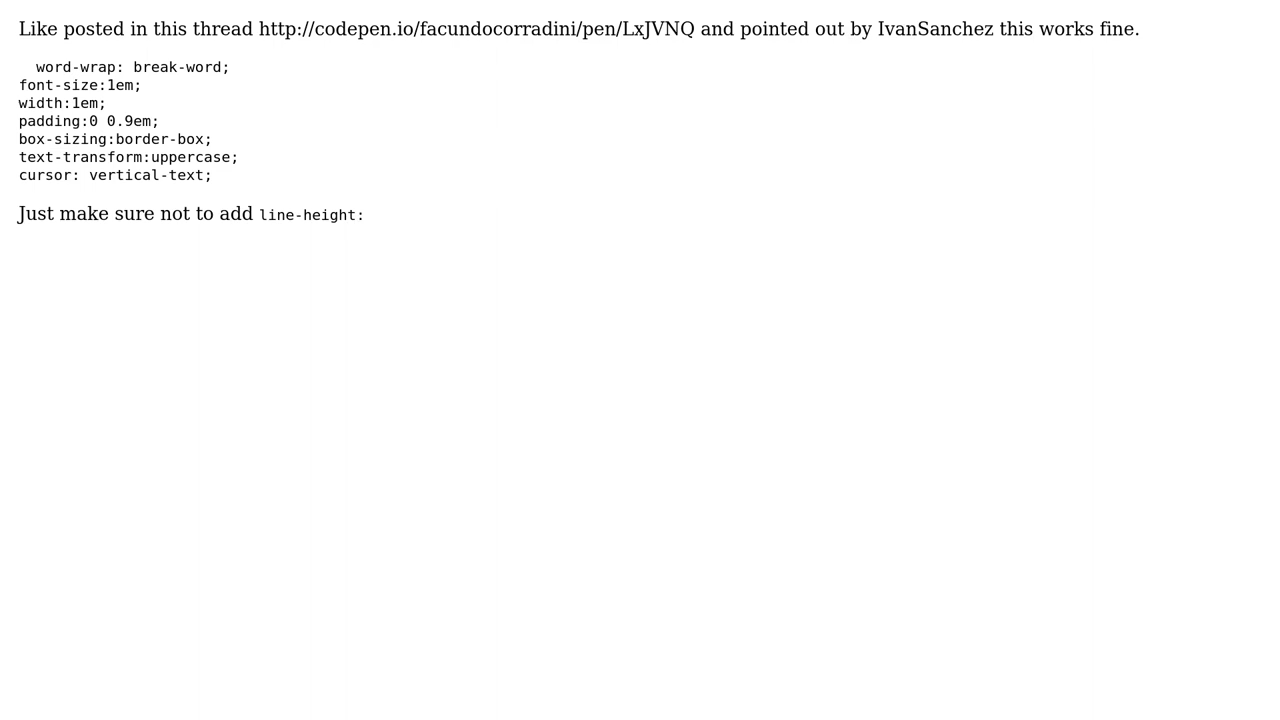 Like posted in this thread http://codepen.io/facundocorradini/pen/LxJVNQ and pointed out by IvanSanchez this works fine.
word-wrap: break-word;
font-size:1em;
width:1em;
padding:0 0.9em;
box-sizing:border-box;
text-transform:uppercase;
cursor: vertical-text;
Just make sure not to add line-height: